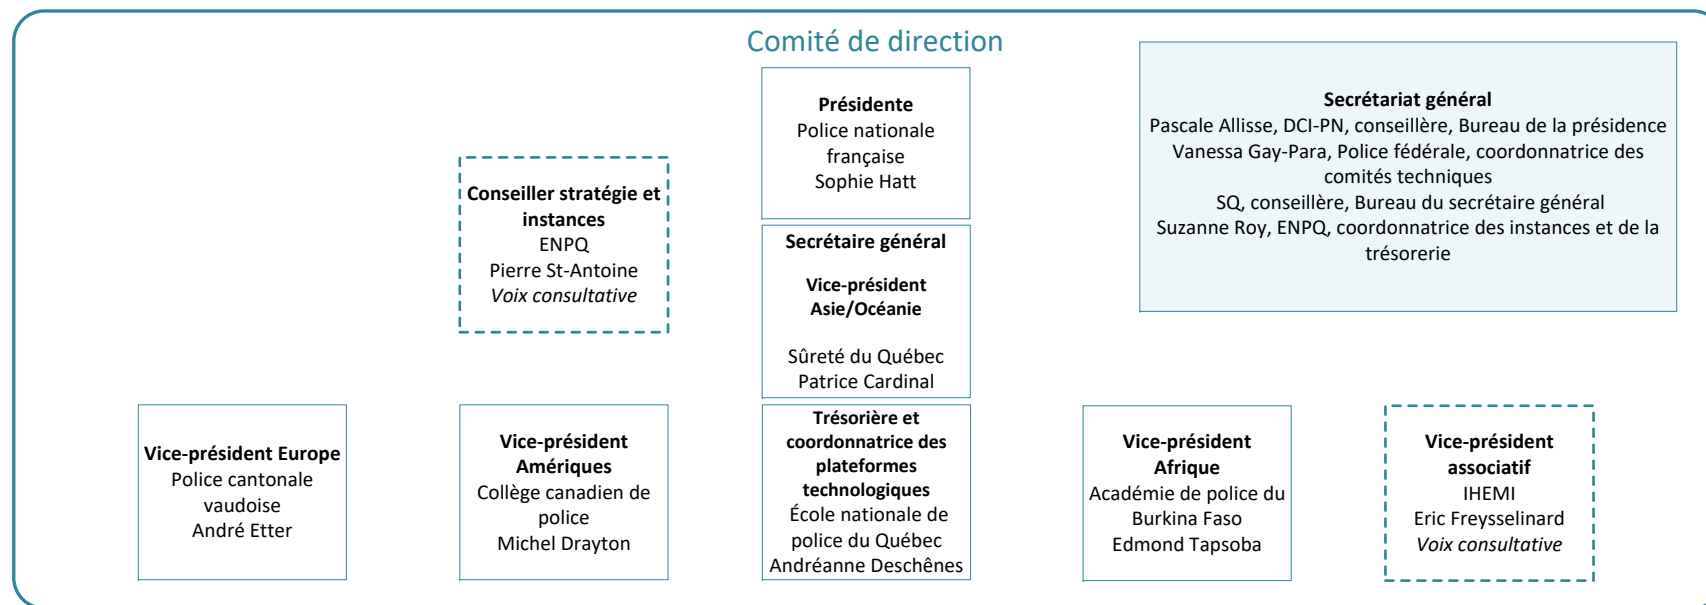 Comité de direction
Présidente
Police nationale
française
Sophie Hatt
Secrétariat général
Pascale Allisse, DCI-PN, conseillère, Bureau de la présidence
Vanessa Gay-Para, Police fédérale, coordonnatrice des
comités techniques
SQ, conseillère, Bureau du secrétaire général
Suzanne Roy, ENPQ, coordonnatrice des instances et de la
trésorerie
Conseiller stratégie et
instances
ENPQ
Pierre St-Antoine
Voix consultative
Secrétaire général
Vice-président
Asie/Océanie
Sûreté du Québec
Patrice Cardinal
Vice-président Europe
Police cantonale
vaudoise
André Etter
Vice-président
Amériques
Collège canadien de
police
Michel Drayton
Trésorière et
coordonnatrice des
plateformes
technologiques
École nationale de
police du Québec
Andréanne Deschênes
Vice-président
Afrique
Académie de police du
Burkina Faso
Edmond Tapsoba
Vice-président
associatif
IHEMI
Eric Freysselinard
Voix consultative